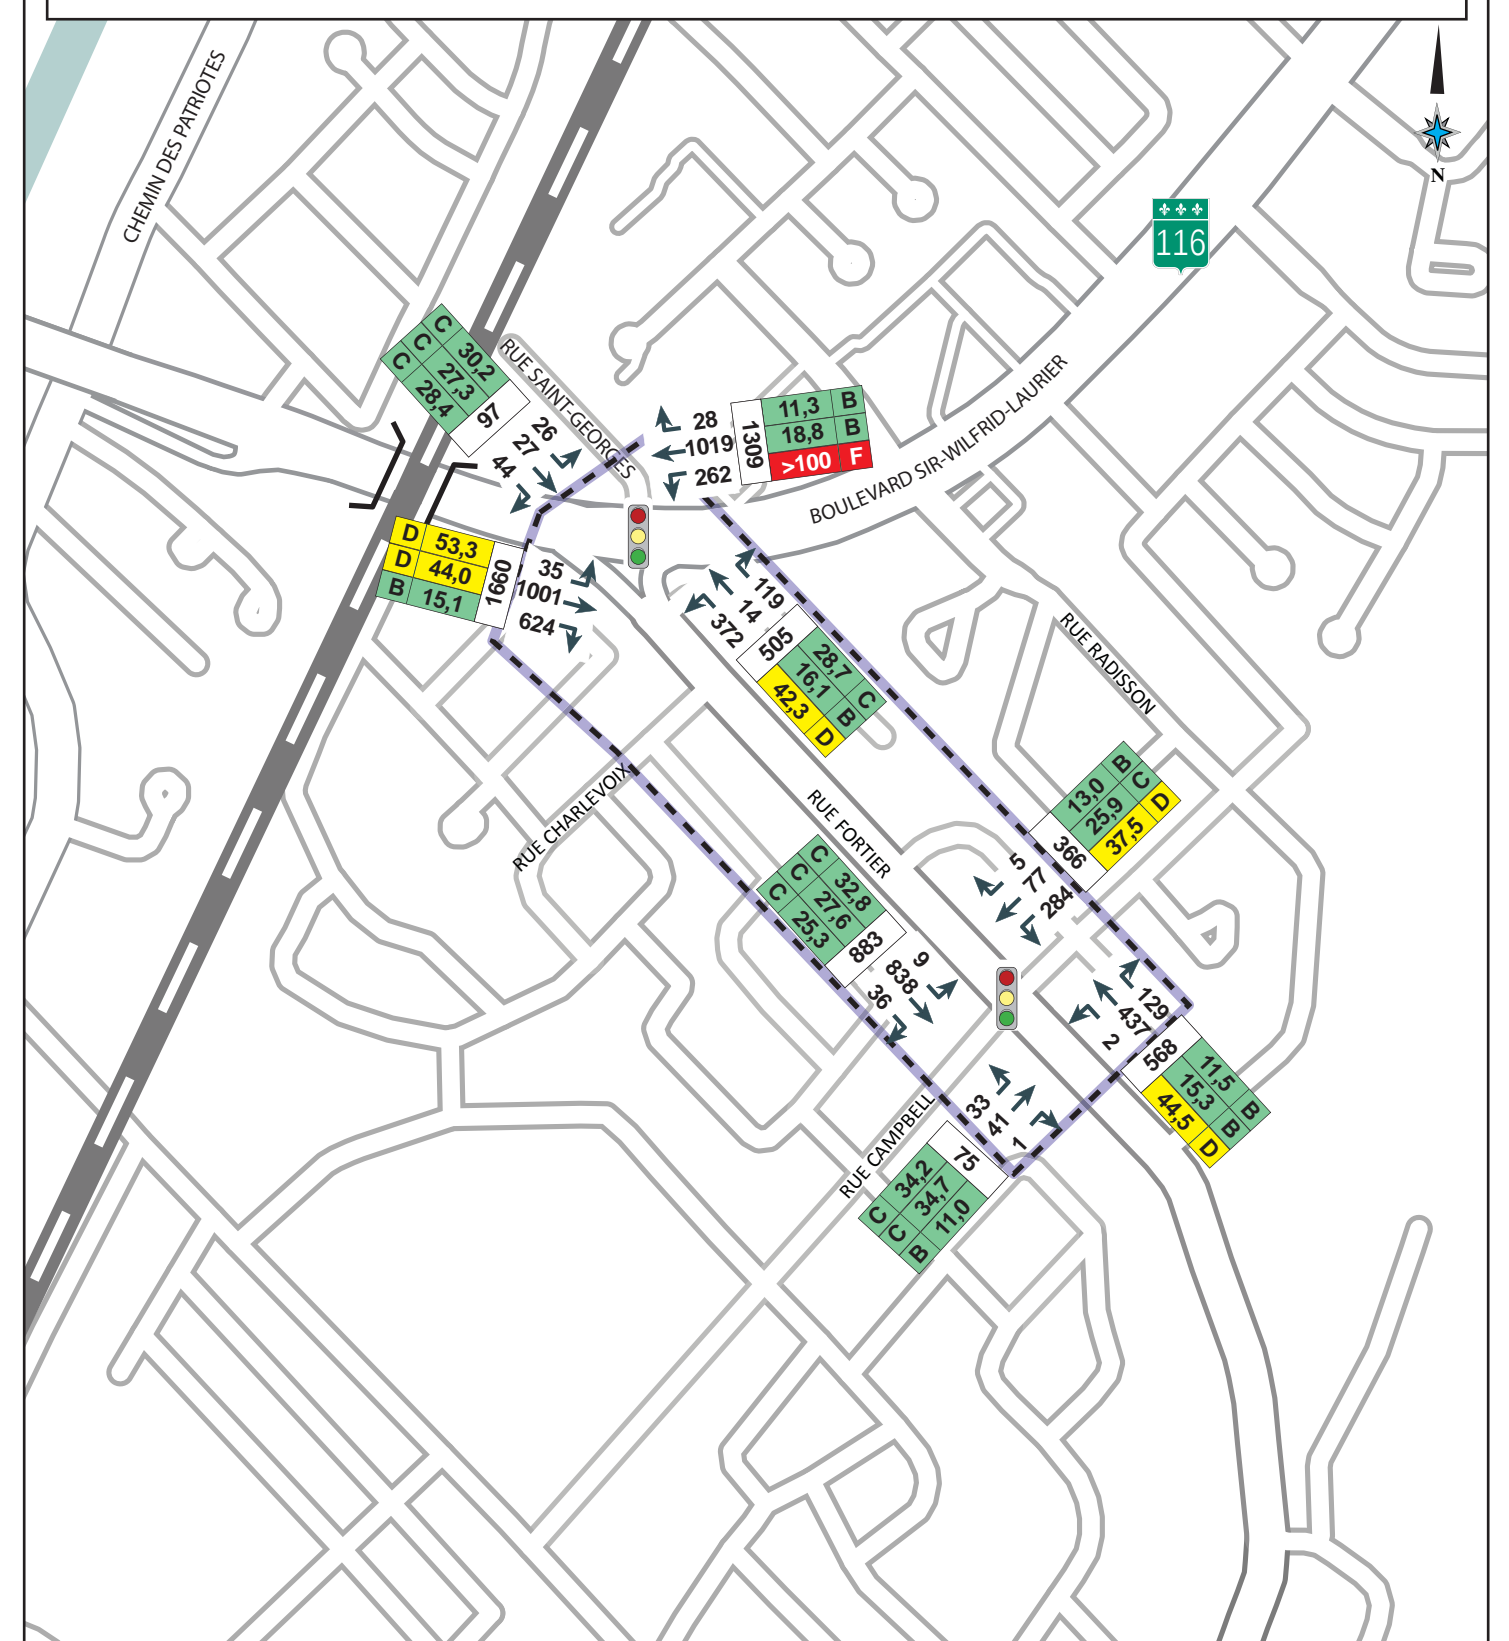 CHEMIN DES PATRIOTES
N
116
C 30,2
C 27,3
C 28,4
97
26
27
44
RUE SAINT-GEORGES
28
1019
262
1309
11,3 B
18,8 B
>100 F
BOULEVARD SIR-WILFRID-LAURIER
D 53,3
D 44,0
B 15,1
1660
35
1001
624
119
14
372
505
28,7 C
16,1 B
42,3 D
RUE RADISSON
RUE CHARLEVOIX
RUE FORTIER
13,0 B
25,9 C
37,5 D
366
5
77
284
C 32,8
C 27,6
C 25,3
883
9
838
36
129
437
2
568
11,5 B
15,3 B
44,5 D
RUE CAMPBELL
33
41
1
75
C 34,2
C 34,7
B 11,0